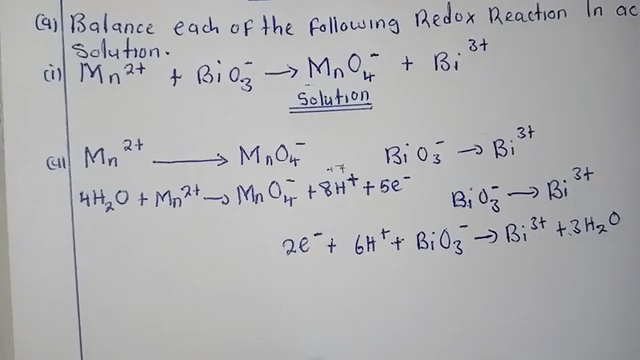 (a) Balance each of the following Redox Reaction In ac
Solution.
(i) Mn²⁺ + BiO₃⁻ → MnO₄⁻ + Bi³⁺
Solution
Mn²⁺ → MnO₄⁻ BiO₃⁻ → Bi³⁺
4H₂O + Mn²⁺ → MnO₄⁻ + 8H⁺ + 5e⁻ BiO₃⁻ → Bi³⁺
2e⁻ + 6H⁺ + BiO₃⁻ → Bi³⁺ + 3H₂O